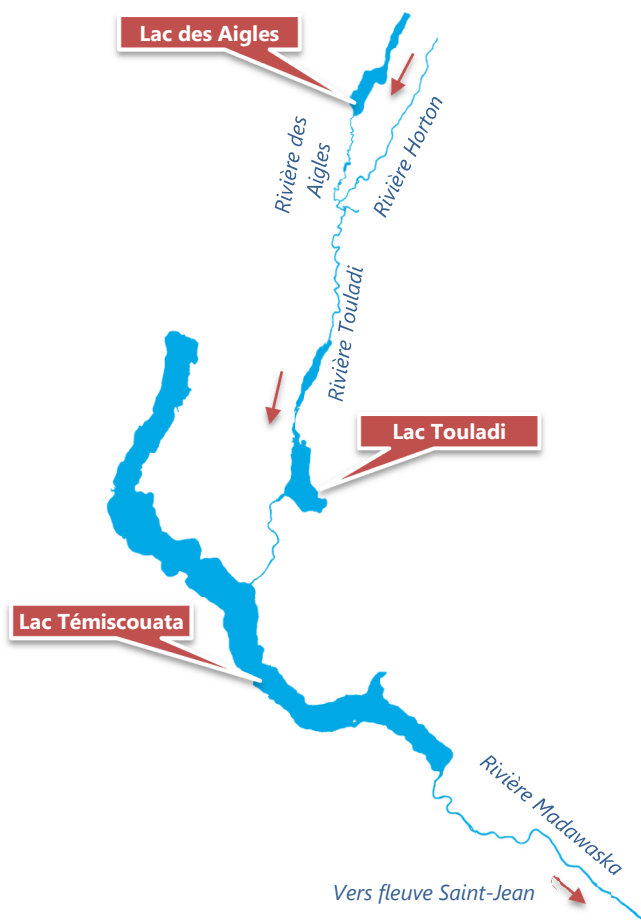 Lac des Aigles
Rivière des
Aigles
Rivière Horton
Rivière Touladi
Lac Touladi
Lac Témiscouata
Rivière Madawaska
Vers fleuve Saint-Jean